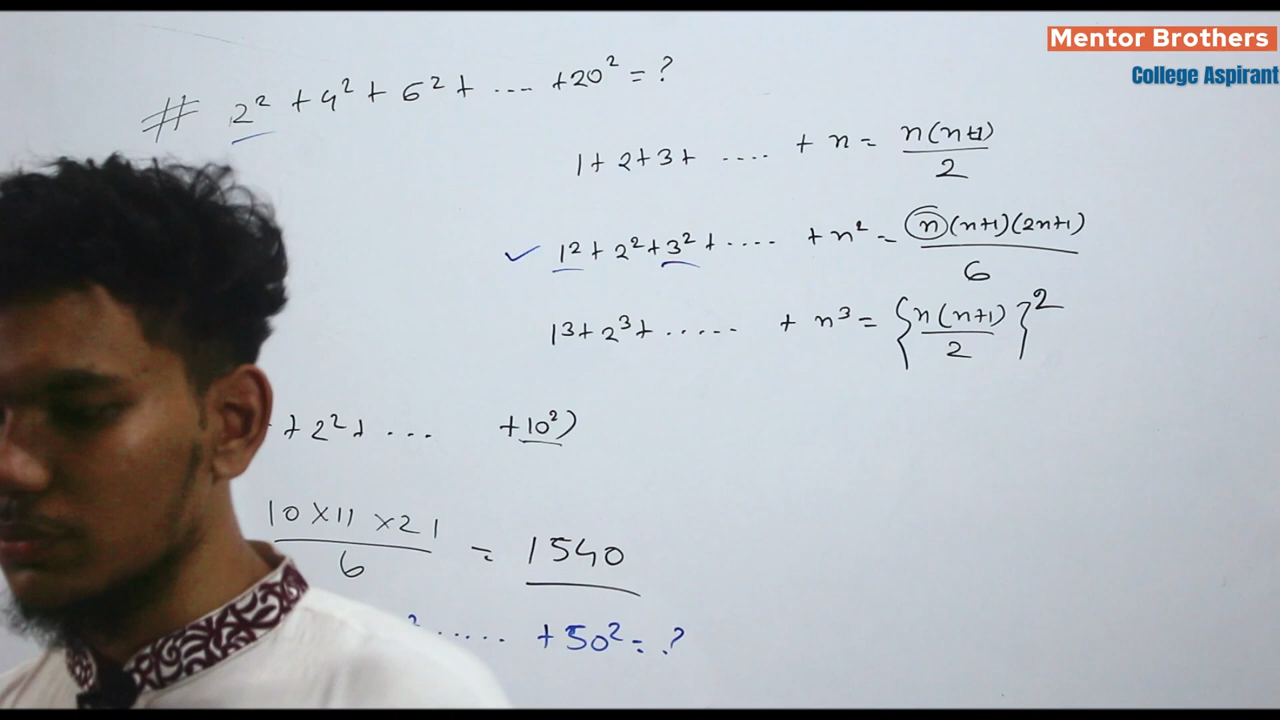 Mentor Brothers
College Aspirant
# 2² + 4² + 6² + .... +20² = ?
1 + 2 + 3 + .... + n = n(n+1)/2
✓ 1² + 2² + 3² + .... + n² = n(n+1)(2n+1)/6
1³ + 2³ + ...... + n³ = {n(n+1)/2}²
+ 2² + ... +10²)
10 × 11 × 21/6 = 1540
² ..... + 50² = ?